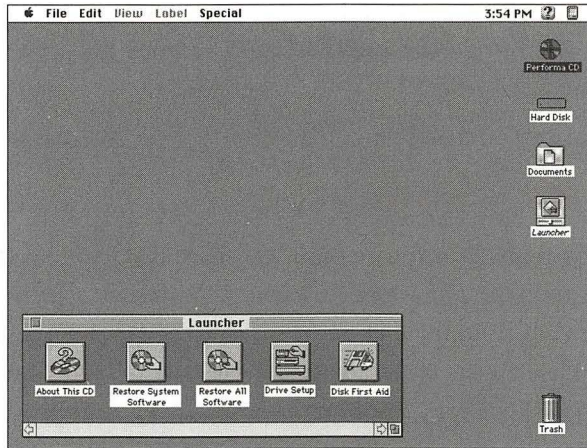 File Edit View Label Special 3:54 PM
Performa CD
Hard Disk
Documents
Launcher
Launcher
About This CD
Restore System
Software
Restore All
Software
Drive Setup
Disk First Aid
Trash